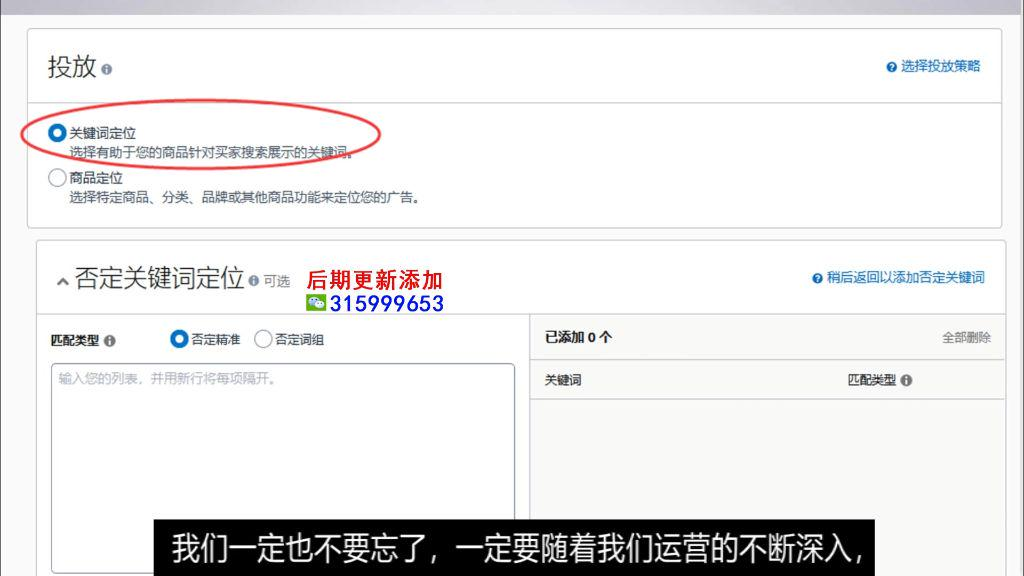 投放
选择投放策略
关键词定位
选择有助于您的商品针对买家搜索展示的关键词。
商品定位
选择特定商品、分类、品牌或其他商品功能来定位您的广告。
否定关键词定位 可选
后期更新添加
315999653
稍后返回以添加否定关键词
匹配类型 否定精准 否定词组
已添加 0 个
全部删除
输入您的列表，并用新行将每项隔开。
关键词
匹配类型
我们一定也不要忘了，一定要随着我们运营的不断深入，